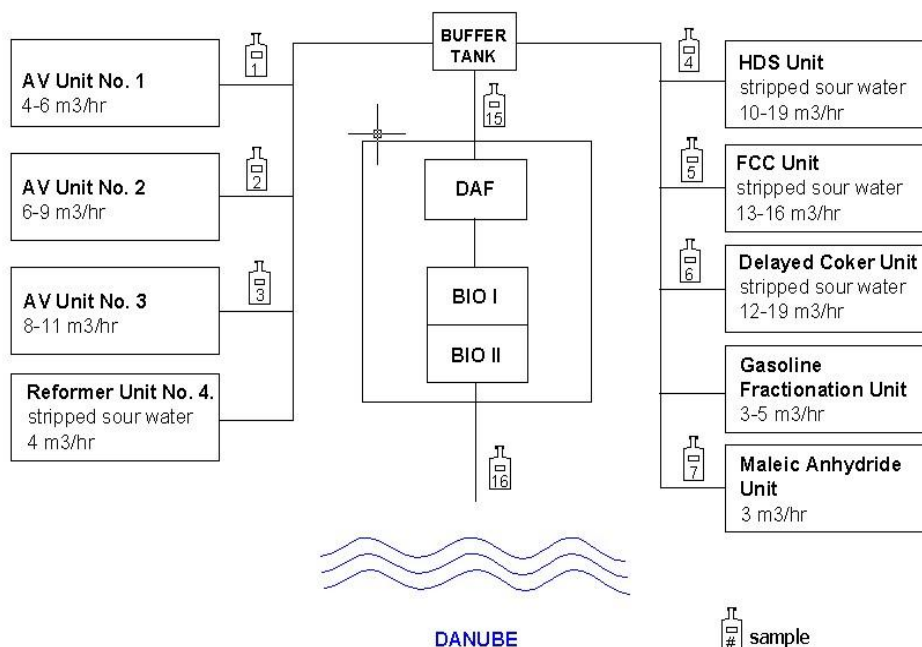 BUFFER
TANK
1
AV Unit No. 1
4-6 m3/hr
2
AV Unit No. 2
6-9 m3/hr
3
AV Unit No. 3
8-11 m3/hr
Reformer Unit No. 4.
stripped sour water
4 m3/hr
15
DAF
BIO I
BIO II
16
4
HDS Unit
stripped sour water
10-19 m3/hr
5
FCC Unit
stripped sour water
13-16 m3/hr
6
Delayed Coker Unit
stripped sour water
12-19 m3/hr
Gasoline
Fractionation Unit
3-5 m3/hr
7
Maleic Anhydride
Unit
3 m3/hr
DANUBE
# sample